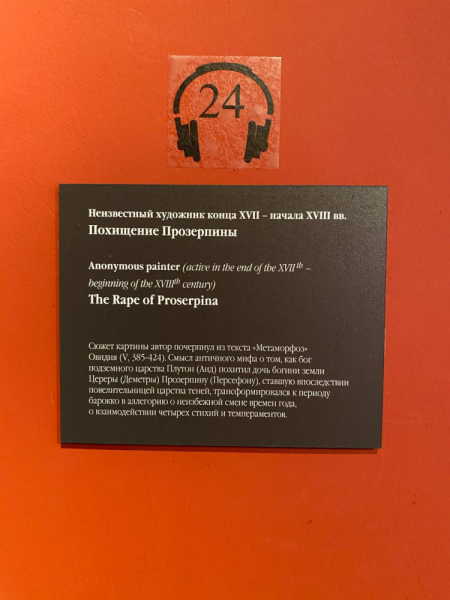 24
Неизвестный художник конца XVII – начала XVIII вв.
Похищение Прозерпины
Anonymous painter (active in the end of the XVII th –
beginning of the XVIIIth century)
The Rape of Proserpina
Сюжет картины автор почерпнул из текста «Метаморфоз»
Овидия (V, 385-424). Смысл античного мифа о том, как бог
подземного царства Плутон (Аид) похитил дочь богини земли
Цереры (Деметры) Прозерпину (Персефону), ставшую впоследствии
повелительницей царства теней, трансформировался к периоду
барокко в аллегорию о неизбежной смене времен года,
о взаимодействии четырех стихий и темпераментов.